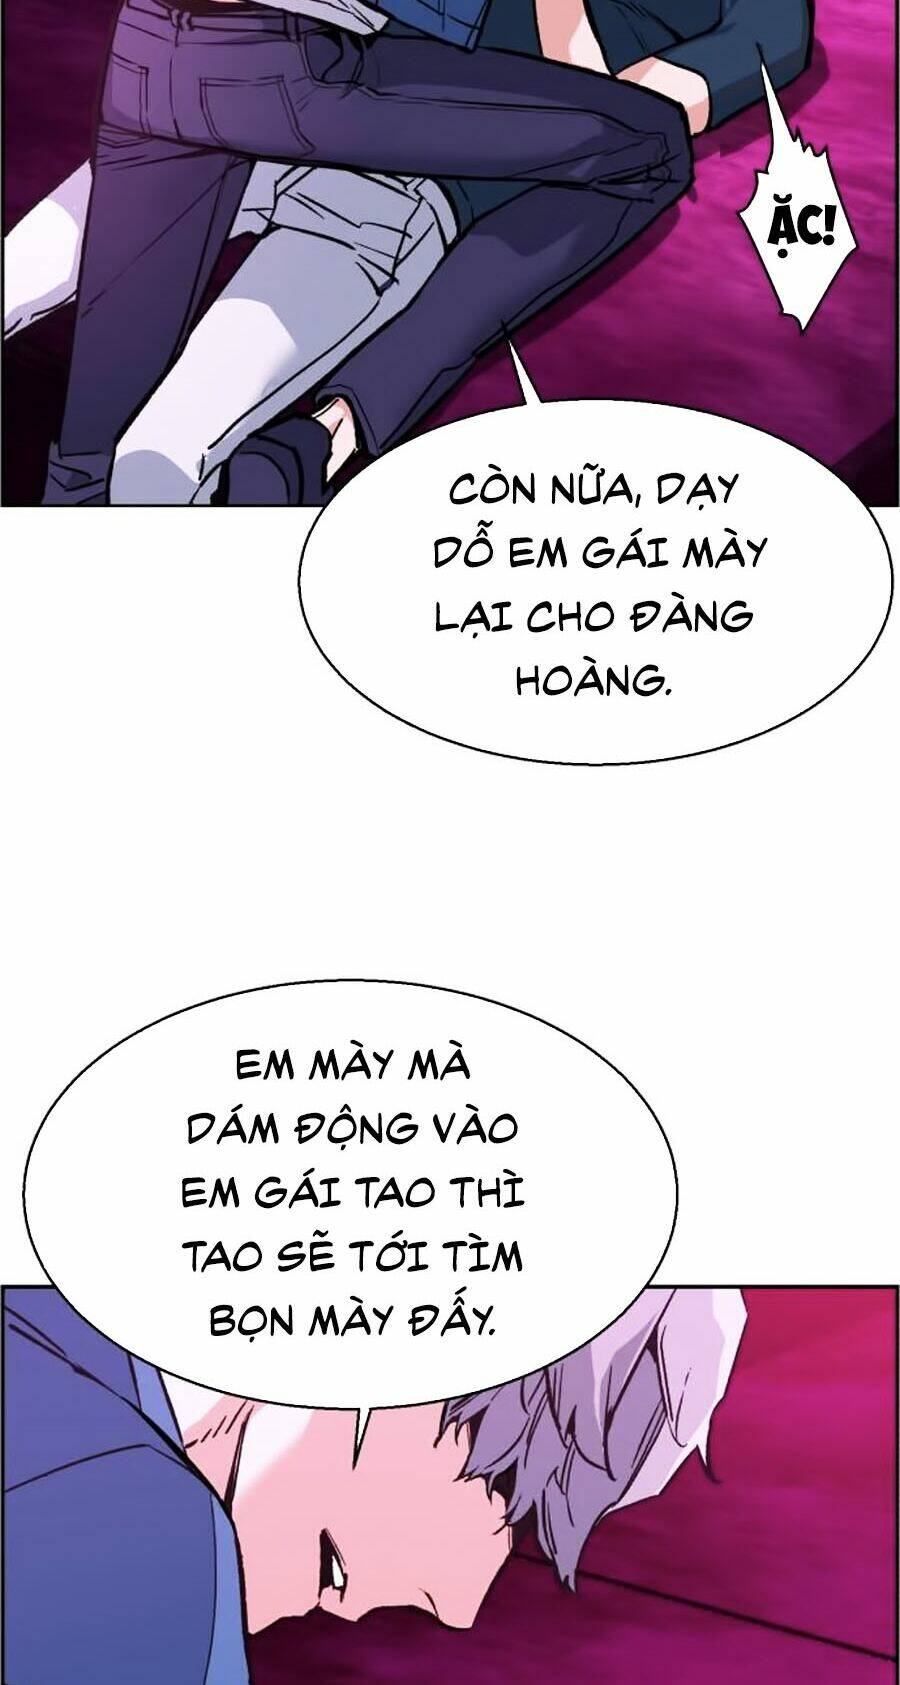 ẶC!
CÒN NỮA, DẠY
DỖ EM GÁI MÀY
LẠI CHO ĐÀNG
HOÀNG.
EM MÀY MÀ
DÁM ĐỘNG VÀO
EM GÁI TAO THÌ
TAO SẼ TỚI TÌM
BỌN MÀY ĐẤY.